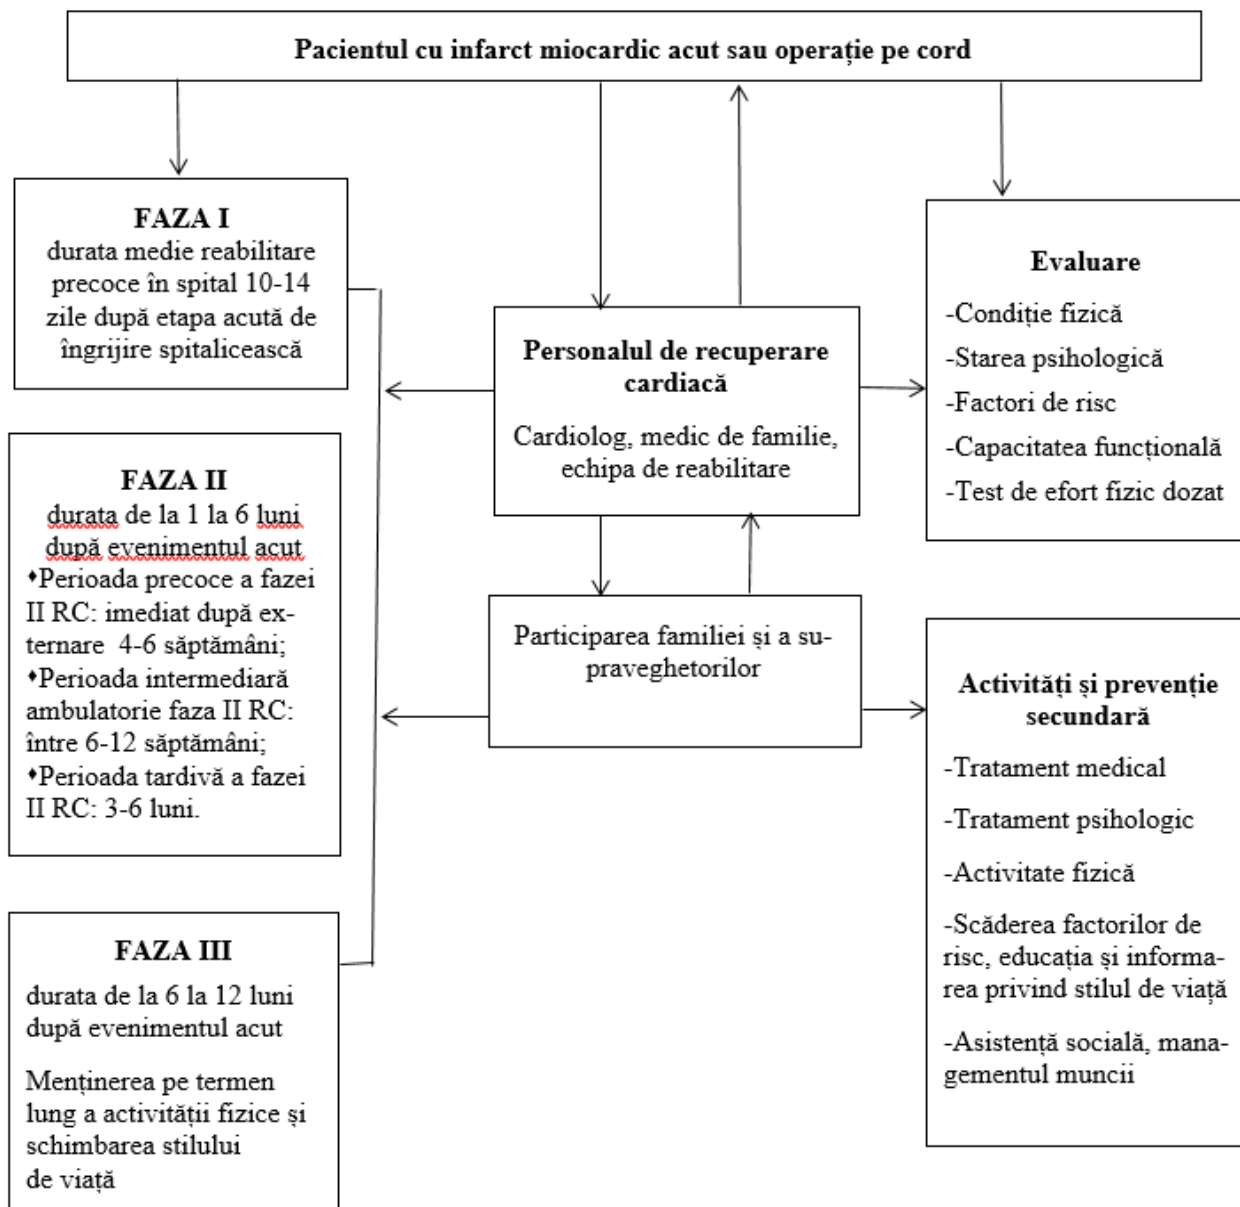 Pacientul cu infarct miocardic acut sau operație pe cord
FAZA I
durata medie reabilitare
precoce în spital 10-14
zile după etapa acută de
îngrijire spitalicească
FAZA II
durata de la 1 la 6 luni
după evenimentul acut
♦Perioada precoce a fazei
II RC: imediat după ex-
ternare 4-6 săptămâni;
♦Perioada intermediară
ambulatorie faza II RC:
între 6-12 săptămâni;
♦Perioada tardivă a fazei
II RC: 3-6 luni.
FAZA III
durata de la 6 la 12 luni
după evenimentul acut
Menținerea pe termen
lung a activității fizice și
schimbarea stilului
de viață
Personalul de recuperare
cardiacă
Cardiolog, medic de familie,
echipa de reabilitare
Participarea familiei și a su-
praveghetorilor
Evaluare
-Condiție fizică
-Starea psihologică
-Factori de risc
-Capacitatea funcțională
-Test de efort fizic dozat
Activități și prevenție
secundară
-Tratament medical
-Tratament psihologic
-Activitate fizică
-Scăderea factorilor de
risc, educația și informa-
rea privind stilul de viață
-Asistență socială, mana-
gementul muncii